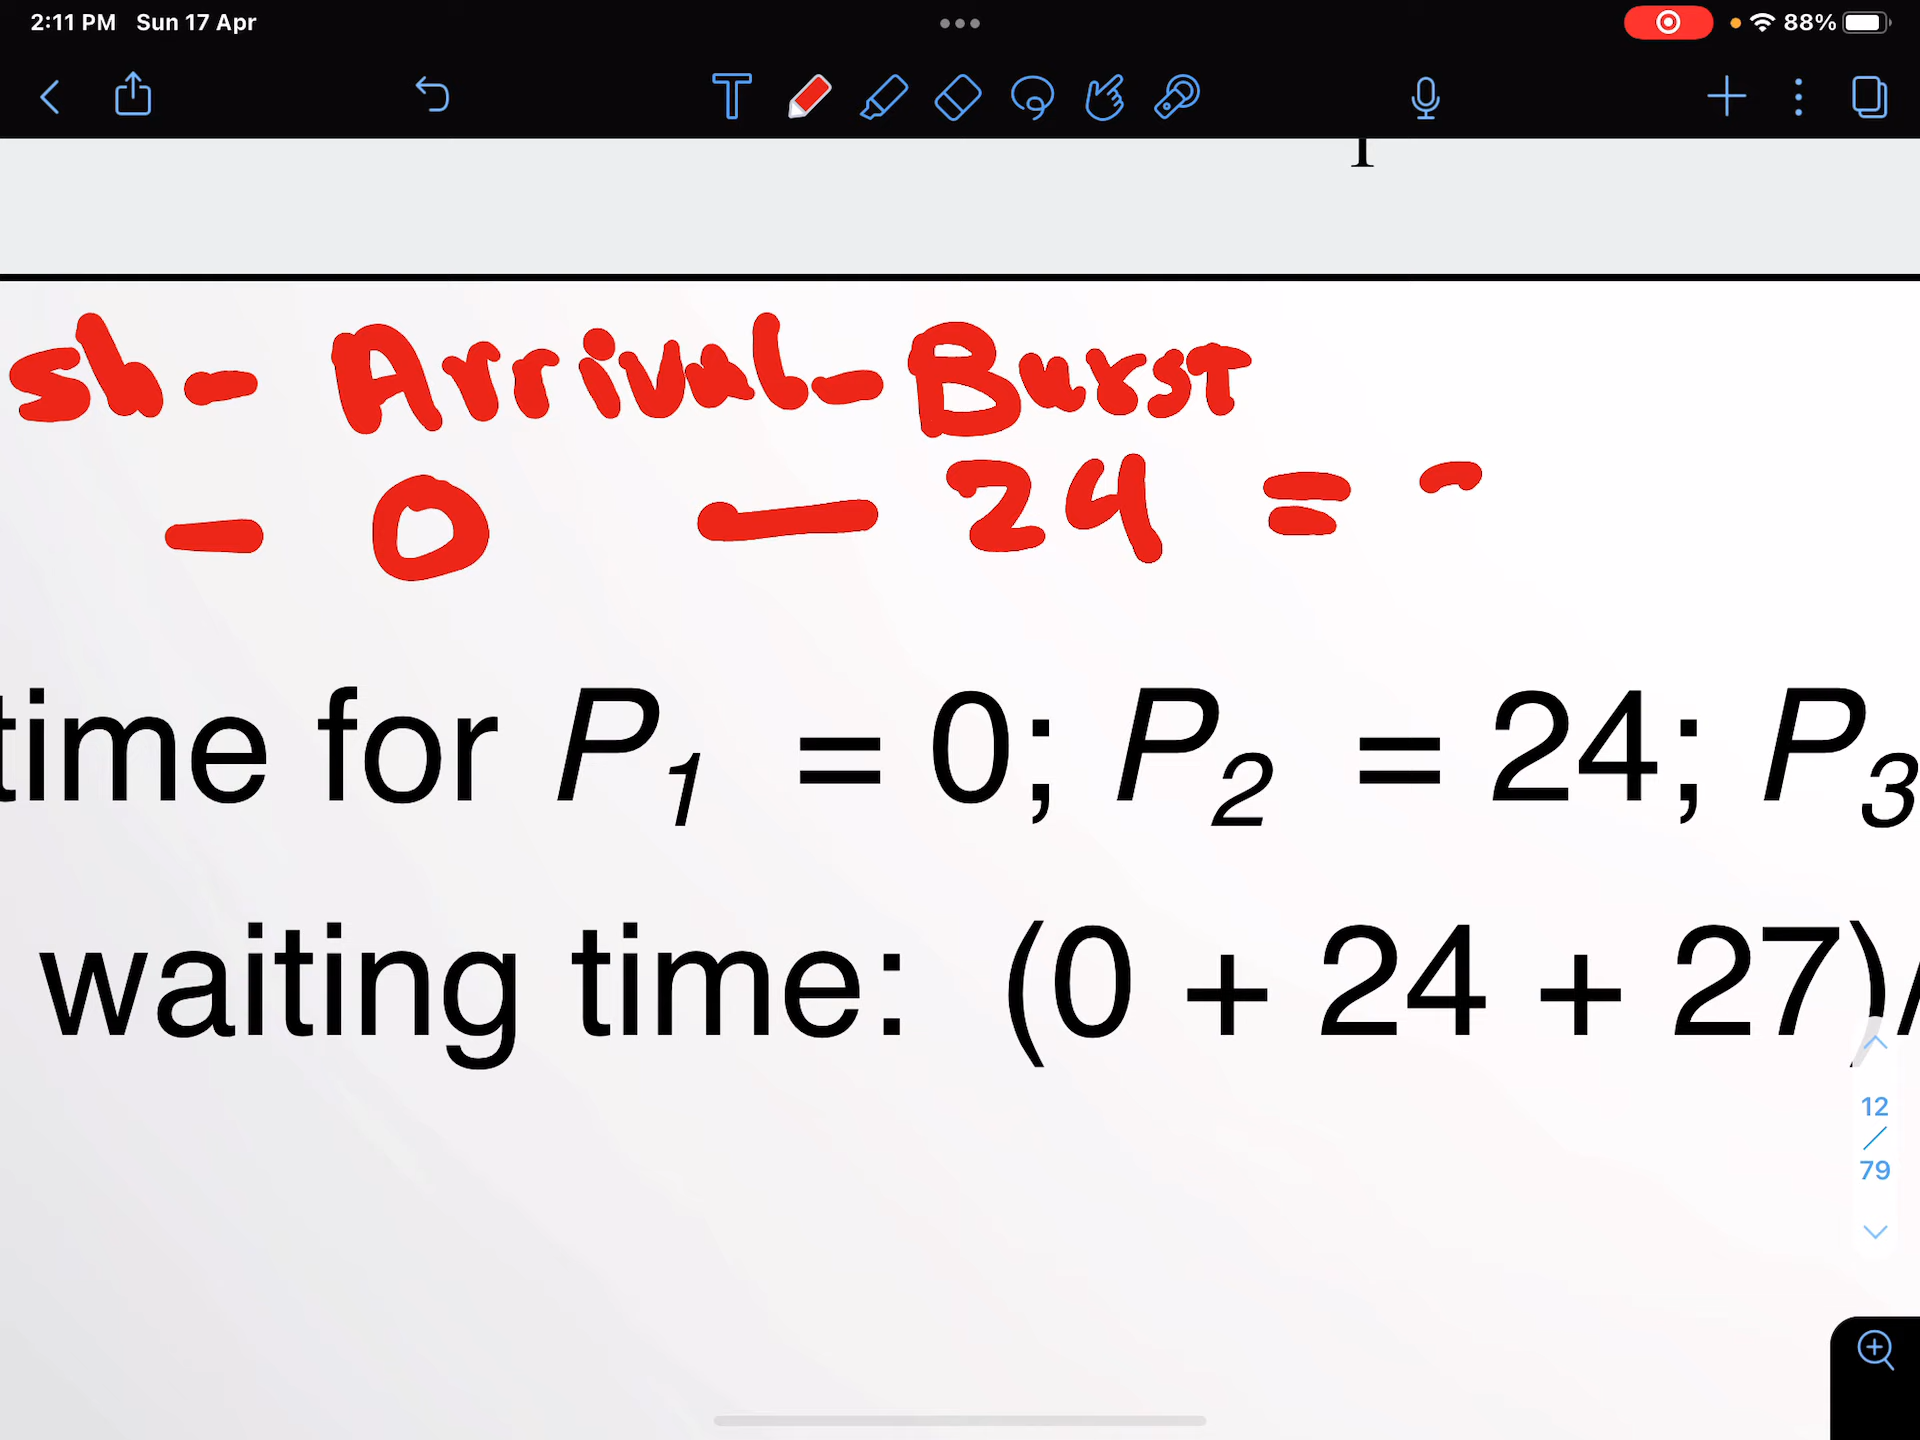 2:11 PM Sun 17 Apr
88%
sh- Arrival-Burst
- 0 - 24 =
time for P1 = 0; P2 = 24; P3
waiting time: (0 + 24 + 27)/
12
/
79